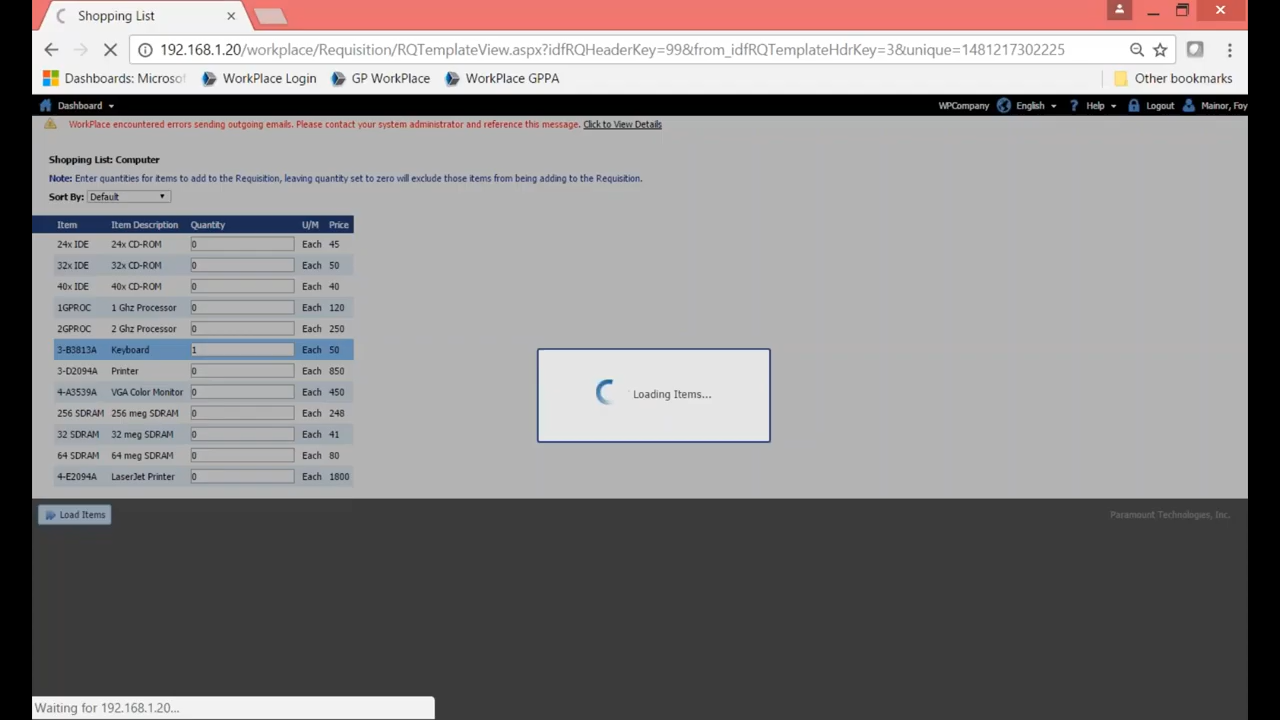 Shopping List
192.168.1.20/workplace/Requisition/RQTemplateView.aspx?idfRQHeaderKey=99&from_idfRQTemplateHdrKey=3&unique=1481217302225
Dashboards: Microsof WorkPlace Login GP WorkPlace WorkPlace GPPA Other bookmarks
Dashboard WPCompany English Help Logout Mainor, Foy
WorkPlace encountered errors sending outgoing emails. Please contact your system administrator and reference this message. Click to View Details
Shopping List: Computer
Note: Enter quantities for items to add to the Requisition, leaving quantity set to zero will exclude those items from being adding to the Requisition.
Sort By: Default
Item Item Description Quantity U/M Price
24x IDE 24x CD-ROM 0 Each 45
32x IDE 32x CD-ROM 0 Each 50
40x IDE 40x CD-ROM 0 Each 40
1GPROC 1 Ghz Processor 0 Each 120
2GPROC 2 Ghz Processor 0 Each 250
3-B3813A Keyboard 1 Each 50
3-D2094A Printer 0 Each 850
4-A3539A VGA Color Monitor 0 Each 450
256 SDRAM 256 meg SDRAM 0 Each 248
32 SDRAM 32 meg SDRAM 0 Each 41
64 SDRAM 64 meg SDRAM 0 Each 80
4-E2094A LaserJet Printer 0 Each 1800
Loading Items...
Load Items Paramount Technologies, Inc.
Waiting for 192.168.1.20...